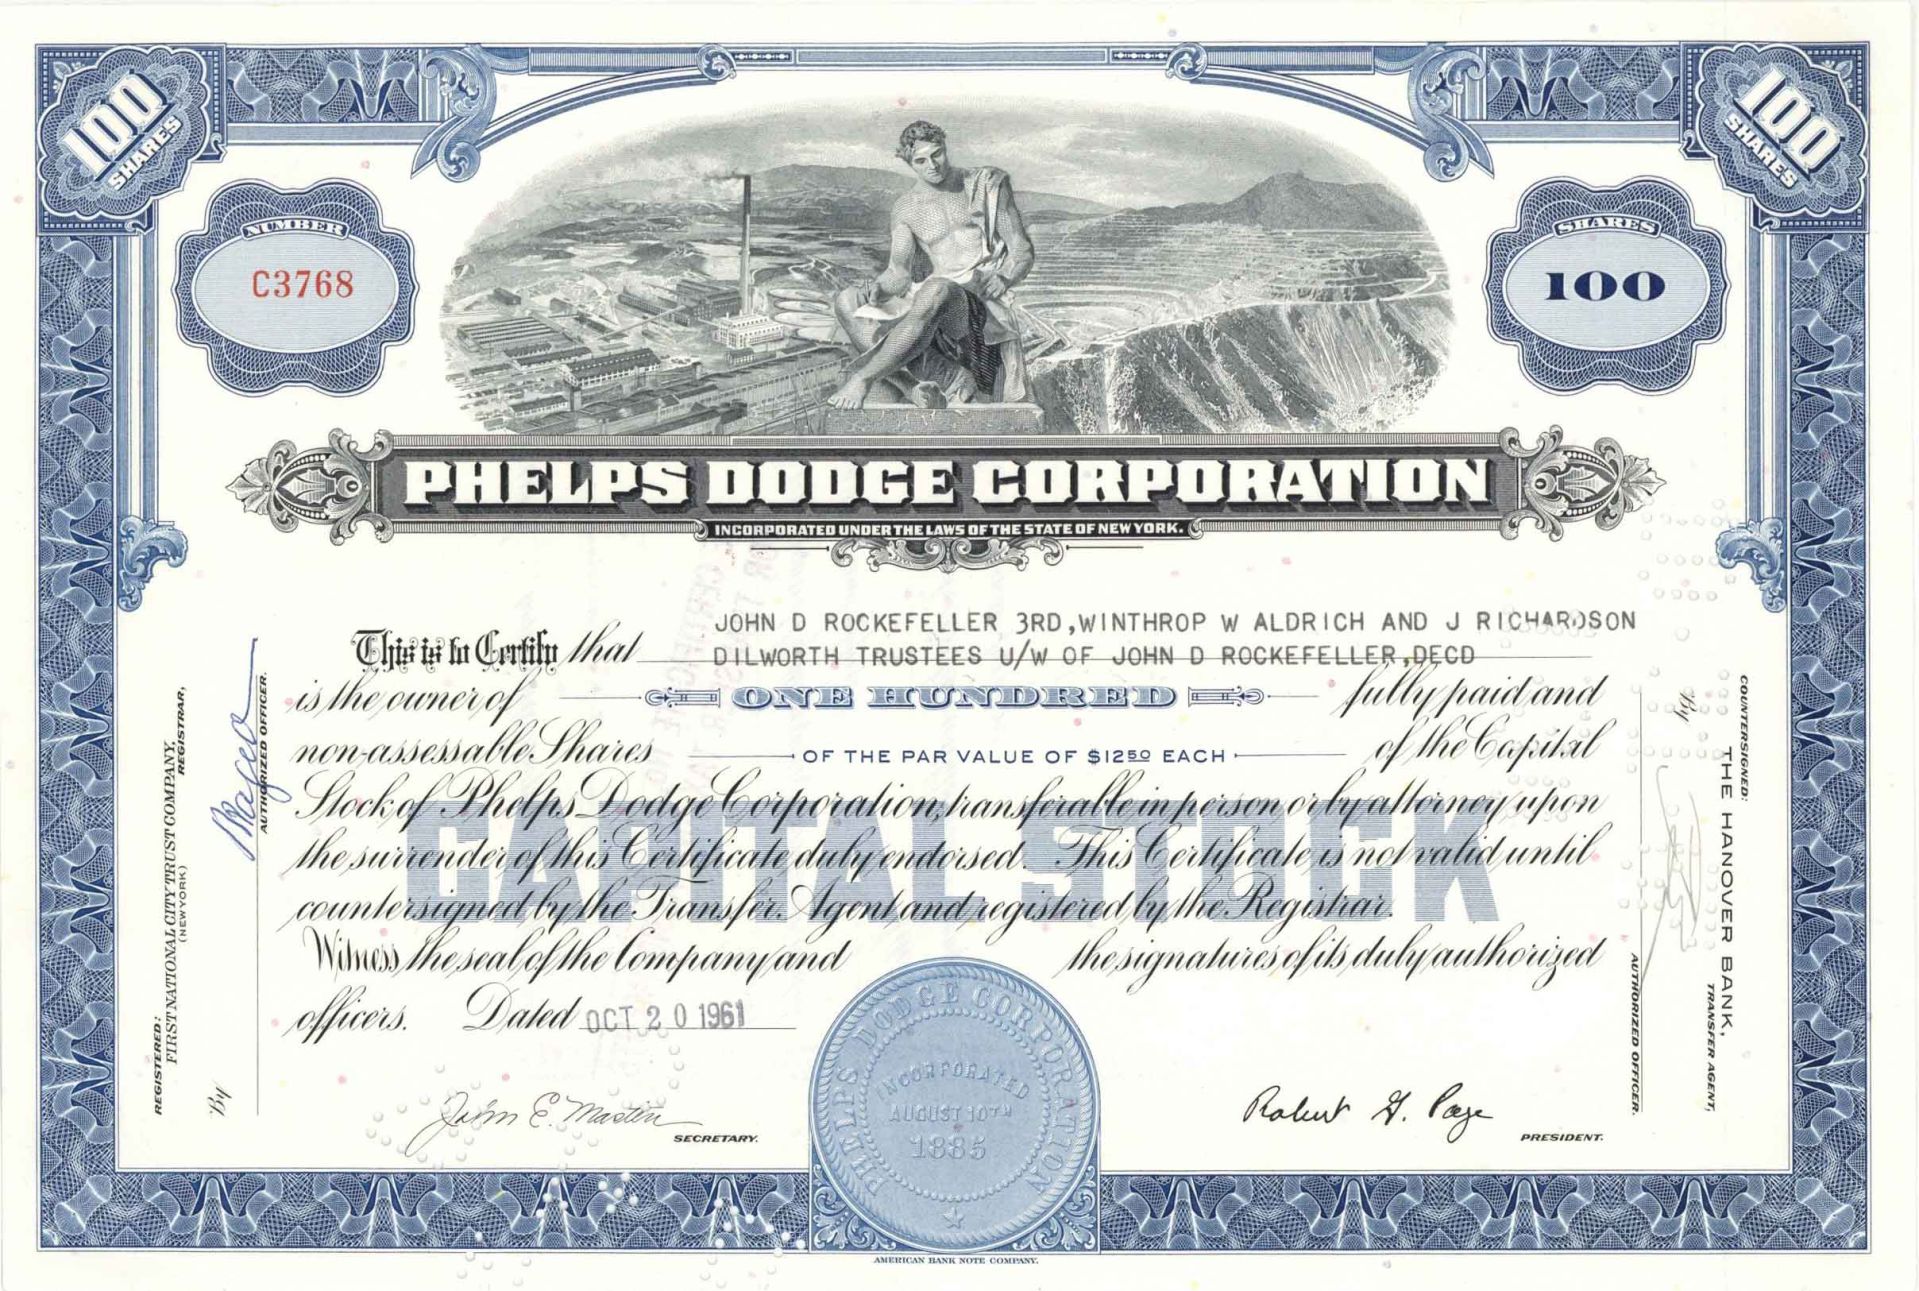 100
SHARES
100
SHARES
NUMBER
C3768
SHARES
100
PHELPS DODGE CORPORATION
INCORPORATED UNDER THE LAWS OF THE STATE OF NEW YORK.
JOHN D ROCKEFELLER 3RD, WINTHROP W ALDRICH AND J RICHARDSON
This is to Certify that DILWORTH TRUSTEES U/W OF JOHN D ROCKEFELLER, DECD
is the owner of ONE HUNDRED fully paid and
non-assessable Shares OF THE PAR VALUE OF $12.50 EACH of the Capital
Stock of Phelps Dodge Corporation, transferable in person or by attorney upon
the surrender of this Certificate duly endorsed. This Certificate is not valid until
countersigned by the Transfer Agent and registered by the Registrar.
CAPITAL STOCK
Witness the seal of the Company and the signatures of its duly authorized
officers. Dated OCT 20 1961
John E. Masten
SECRETARY.
Robert G. Page
PRESIDENT.
PHELPS DODGE CORPORATION
INCORPORATED
AUGUST 10TH
1885
REGISTERED:
FIRST NATIONAL CITY TRUST COMPANY,
(NEW YORK) REGISTRAR,
By
AUTHORIZED OFFICER.
COUNTERSIGNED:
THE HANOVER BANK,
TRANSFER AGENT,
By
AUTHORIZED OFFICER.
AMERICAN BANK NOTE COMPANY.